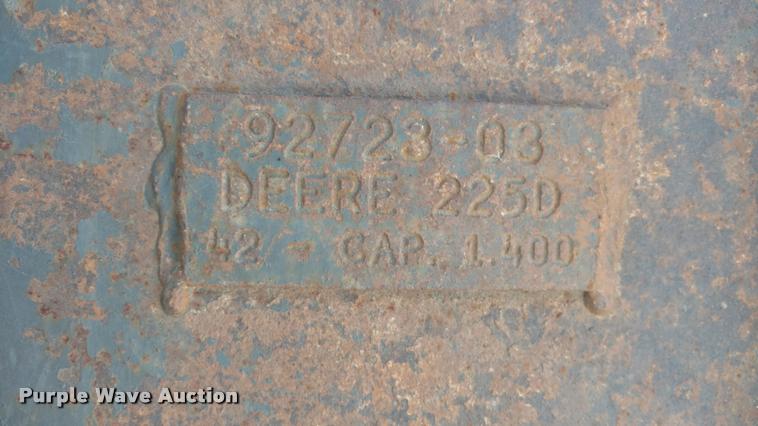 92723-03
DEERE 225D
42 - CAP. 1.400
Purple Wave Auction